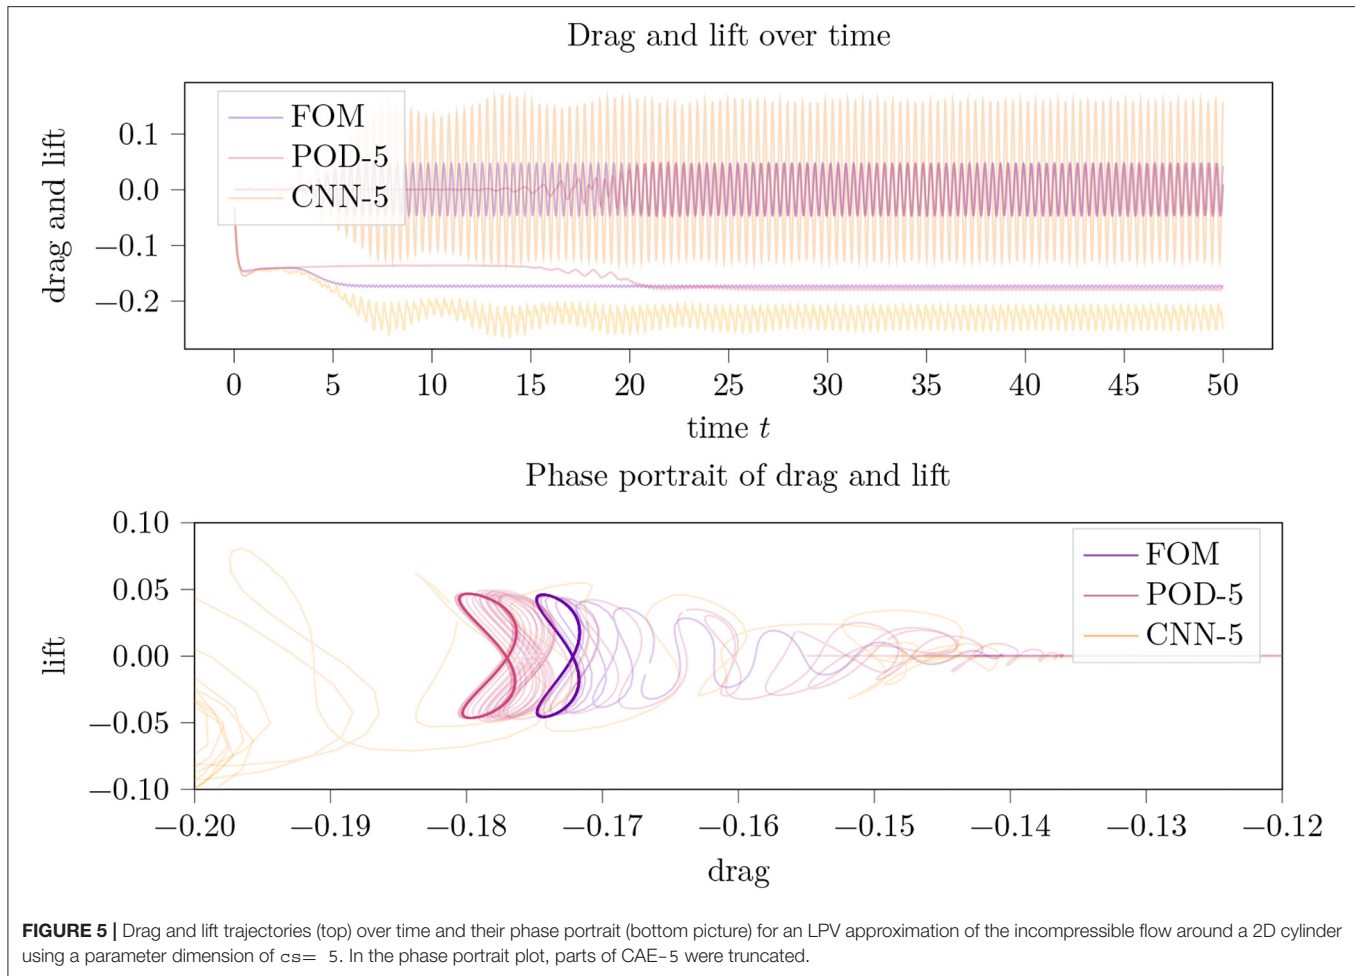 Drag and lift over time
drag and lift
0.1
0.0
−0.1
−0.2
FOM
POD-5
CNN-5
0 5 10 15 20 25 30 35 40 45 50
time t
Phase portrait of drag and lift
lift
0.10
0.05
0.00
−0.05
−0.10
FOM
POD-5
CNN-5
−0.20 −0.19 −0.18 −0.17 −0.16 −0.15 −0.14 −0.13 −0.12
drag
FIGURE 5 | Drag and lift trajectories (top) over time and their phase portrait (bottom picture) for an LPV approximation of the incompressible flow around a 2D cylinder
using a parameter dimension of cs= 5. In the phase portrait plot, parts of CAE-5 were truncated.